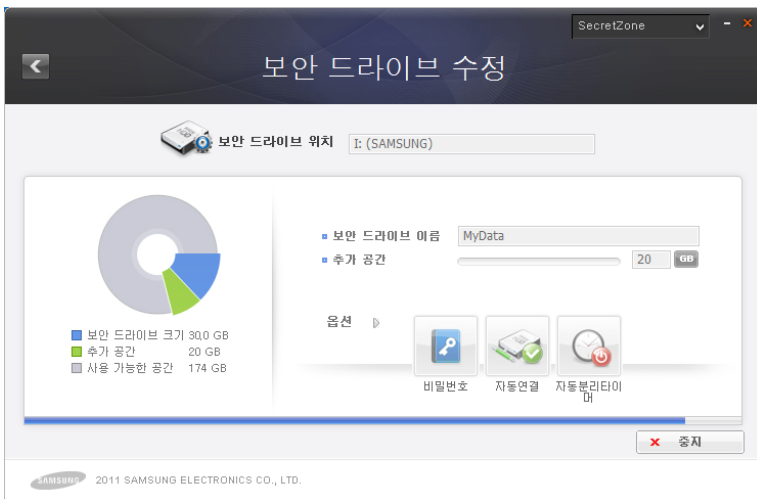 SecretZone
보안 드라이브 수정
보안 드라이브 위치 I: (SAMSUNG)
보안 드라이브 이름 MyData
추가 공간 20 GB
옵션
비밀번호 자동연결 자동분리타이머
보안 드라이브 크기 30,0 GB
추가 공간 20 GB
사용 가능한 공간 174 GB
중지
SAMSUNG 2011 SAMSUNG ELECTRONICS CO., LTD.